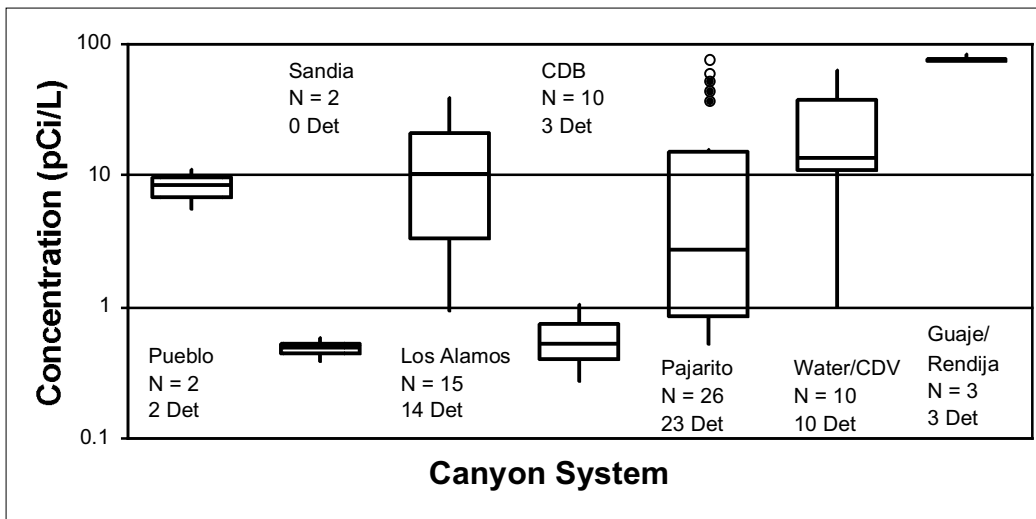 Concentration (pCi/L)
100
10
1
0.1
Sandia
N = 2
0 Det
CDB
N = 10
3 Det
Pueblo
N = 2
2 Det
Los Alamos
N = 15
14 Det
Pajarito
N = 26
23 Det
Water/CDV
N = 10
10 Det
Guaje/
Rendija
N = 3
3 Det
Canyon System